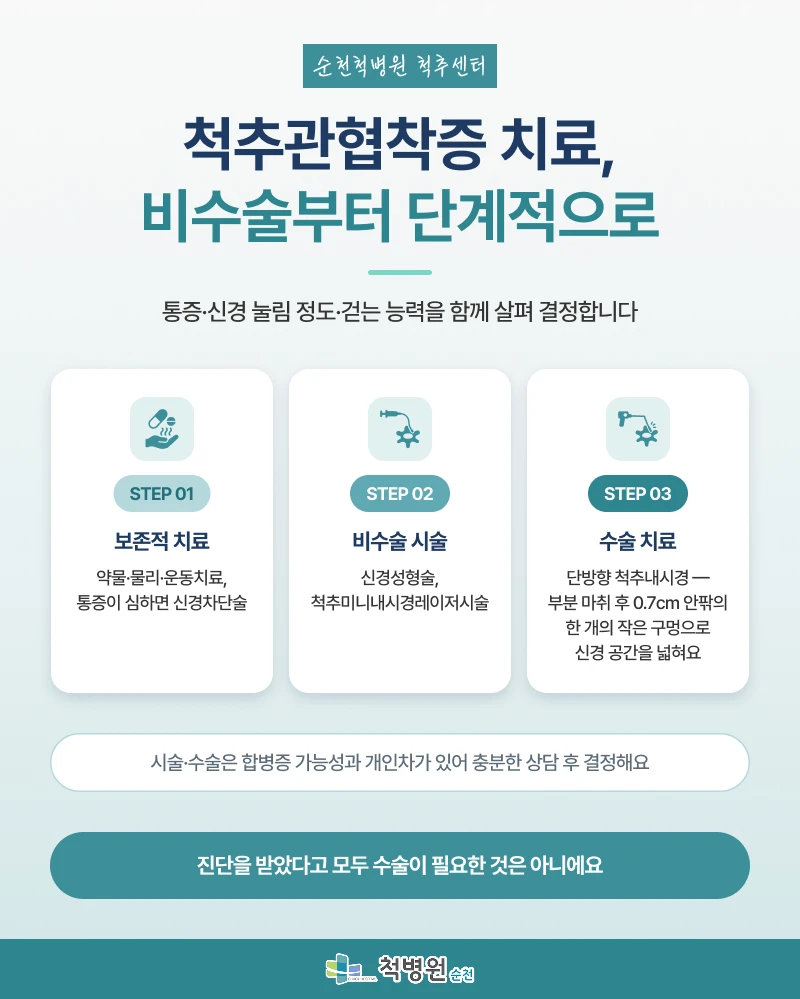 순천척병원 척추센터
척추관협착증 치료,
비수술부터 단계적으로
통증·신경 눌림 정도·걷는 능력을 함께 살펴 결정합니다
STEP 01
보존적 치료
약물·물리·운동치료,
통증이 심하면 신경차단술
STEP 02
비수술 시술
신경성형술,
척추미니내시경레이저시술
STEP 03
수술 치료
단방향 척추내시경 —
부분 마취 후 0.7cm 안팎의
한 개의 작은 구멍으로
신경 공간을 넓혀요
시술·수술은 합병증 가능성과 개인차가 있어 충분한 상담 후 결정해요
진단을 받았다고 모두 수술이 필요한 것은 아니에요
척병원 순천